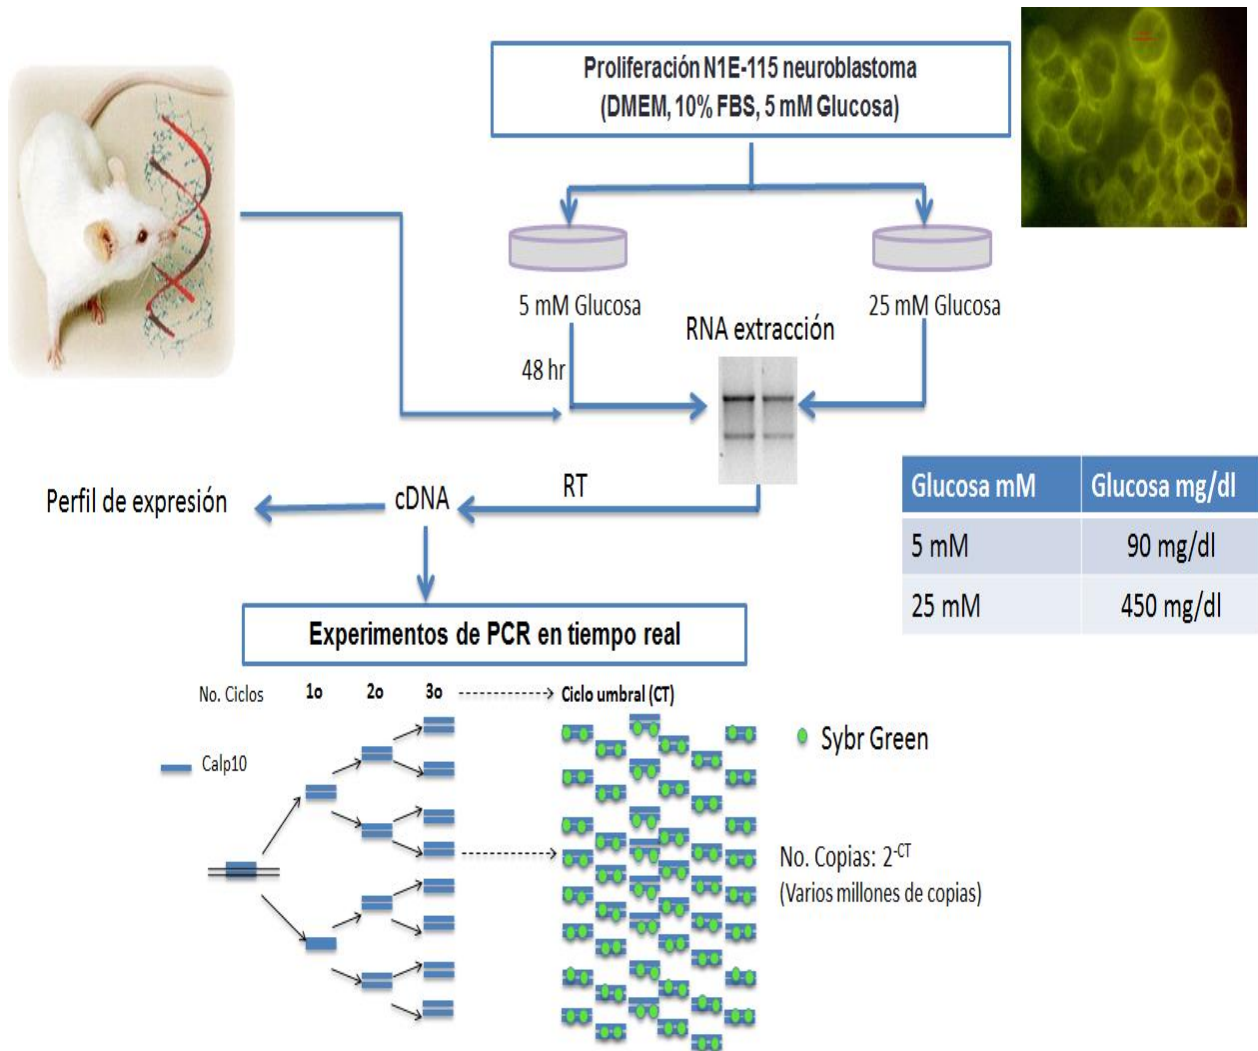 Proliferación N1E-115 neuroblastoma
(DMEM, 10% FBS, 5 mM Glucosa)
5 mM Glucosa
25 mM Glucosa
RNA extracción
48 hr
Glucosa mM
Glucosa mg/dl
5 mM
90 mg/dl
25 mM
450 mg/dl
Perfil de expresión
cDNA
RT
Experimentos de PCR en tiempo real
No. Ciclos
1o
2o
3o
Ciclo umbral (CT)
Sybr Green
Calp10
No. Copias: 2-CT
(Varios millones de copias)